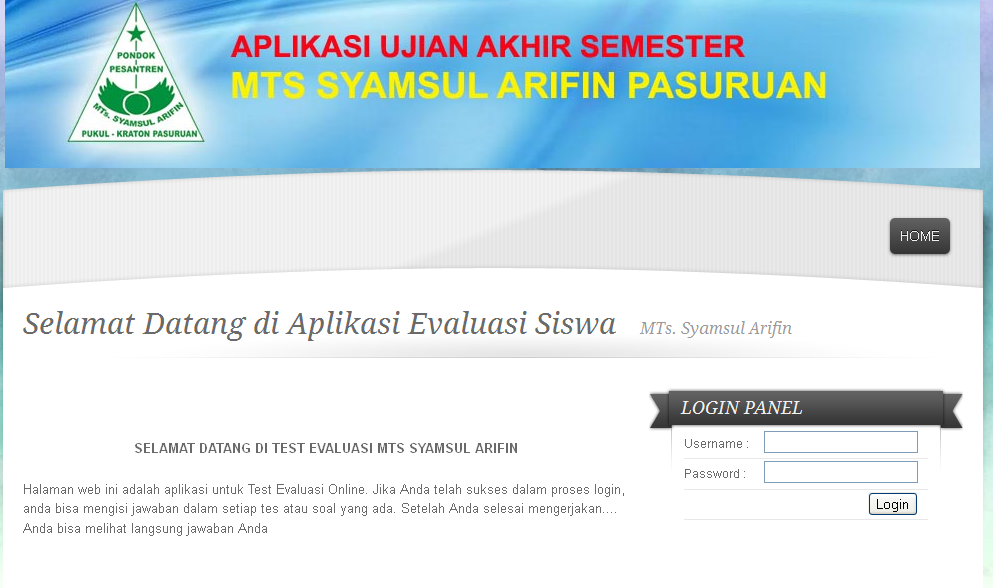 PONDOK
PESANTREN
MTs. SYAMSUL ARIFIN
PUKUL - KRATON PASURUAN
APLIKASI UJIAN AKHIR SEMESTER
MTS SYAMSUL ARIFIN PASURUAN
HOME
Selamat Datang di Aplikasi Evaluasi Siswa MTs. Syamsul Arifin
SELAMAT DATANG DI TEST EVALUASI MTS SYAMSUL ARIFIN
Halaman web ini adalah aplikasi untuk Test Evaluasi Online. Jika Anda telah sukses dalam proses login,
anda bisa mengisi jawaban dalam setiap tes atau soal yang ada. Setelah Anda selesai mengerjakan....
Anda bisa melihat langsung jawaban Anda
LOGIN PANEL
Username :
Password :
Login